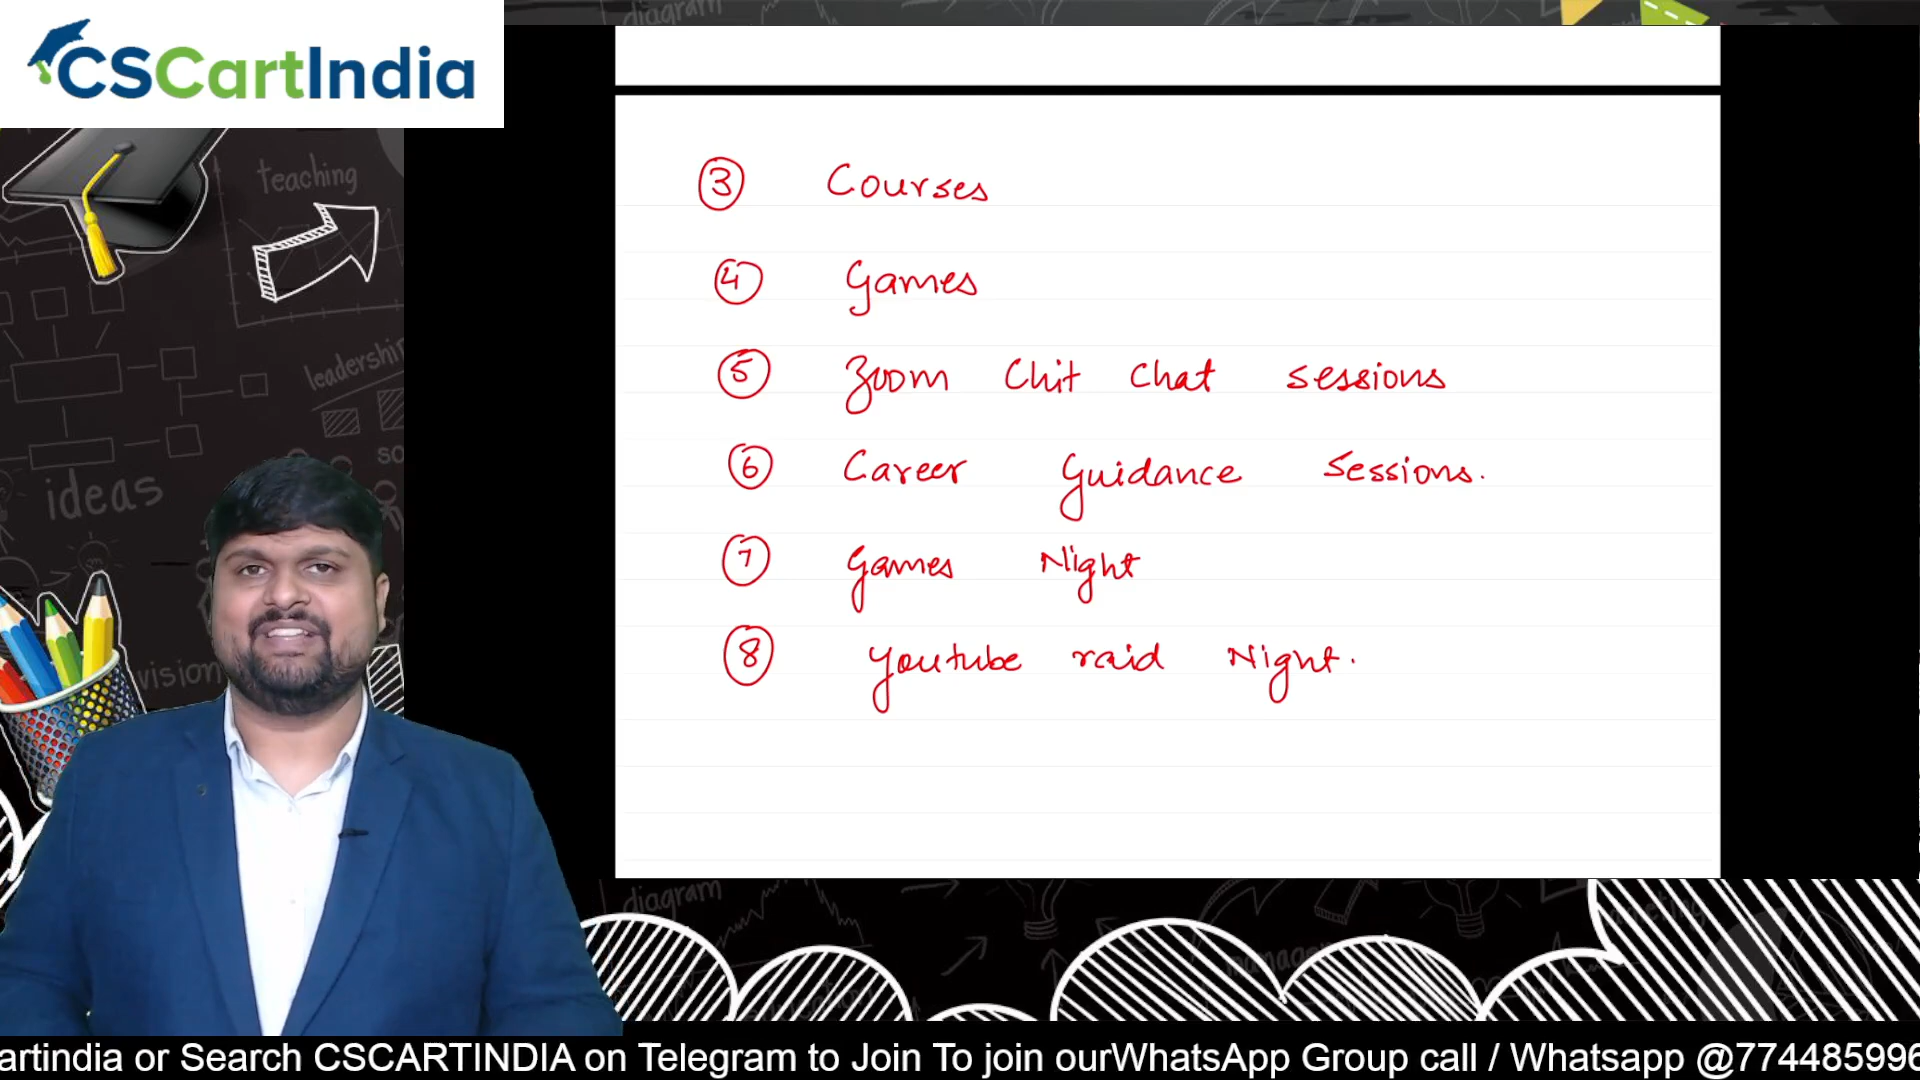 CSCartIndia
diagram
teaching
leadership
ideas
so
vision
③ Courses
④ Games
⑤ Zoom Chit Chat sessions
⑥ Career Guidance Sessions.
⑦ Games Night
⑧ Youtube raid Night.
diagram
artindia or Search CSCARTINDIA on Telegram to Join To join ourWhatsApp Group call / Whatsapp @774485996